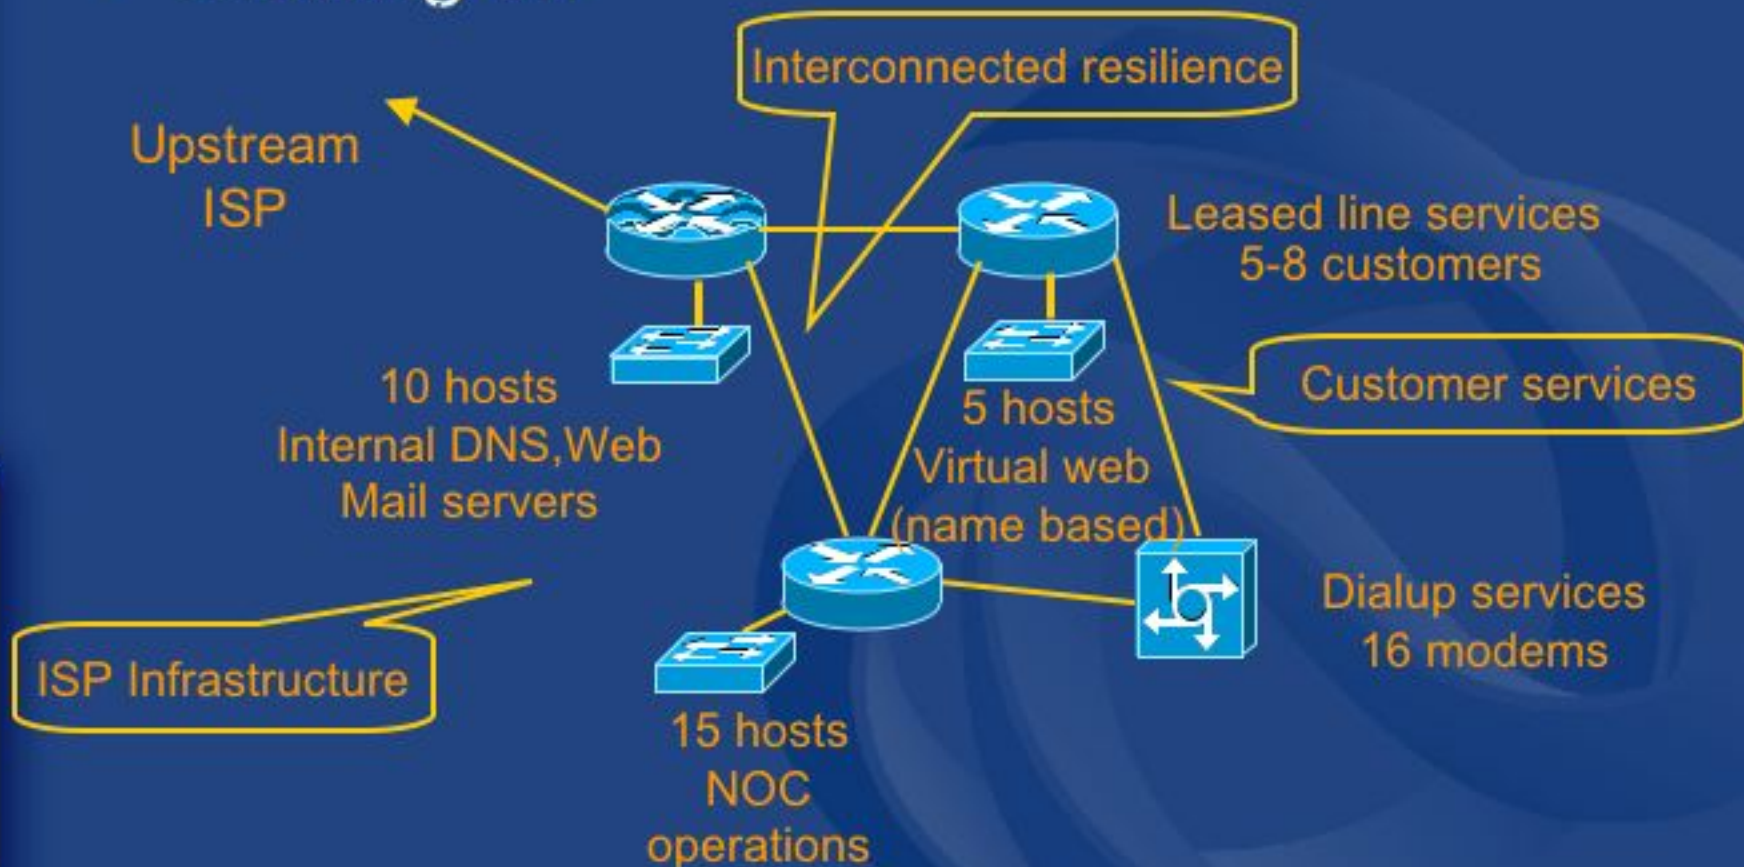 Interconnected resilience
Upstream
ISP
Leased line services
5-8 customers
10 hosts
Internal DNS,Web
Mail servers
5 hosts
Virtual web
(name based)
Customer services
ISP Infrastructure
Dialup services
16 modems
15 hosts
NOC
operations